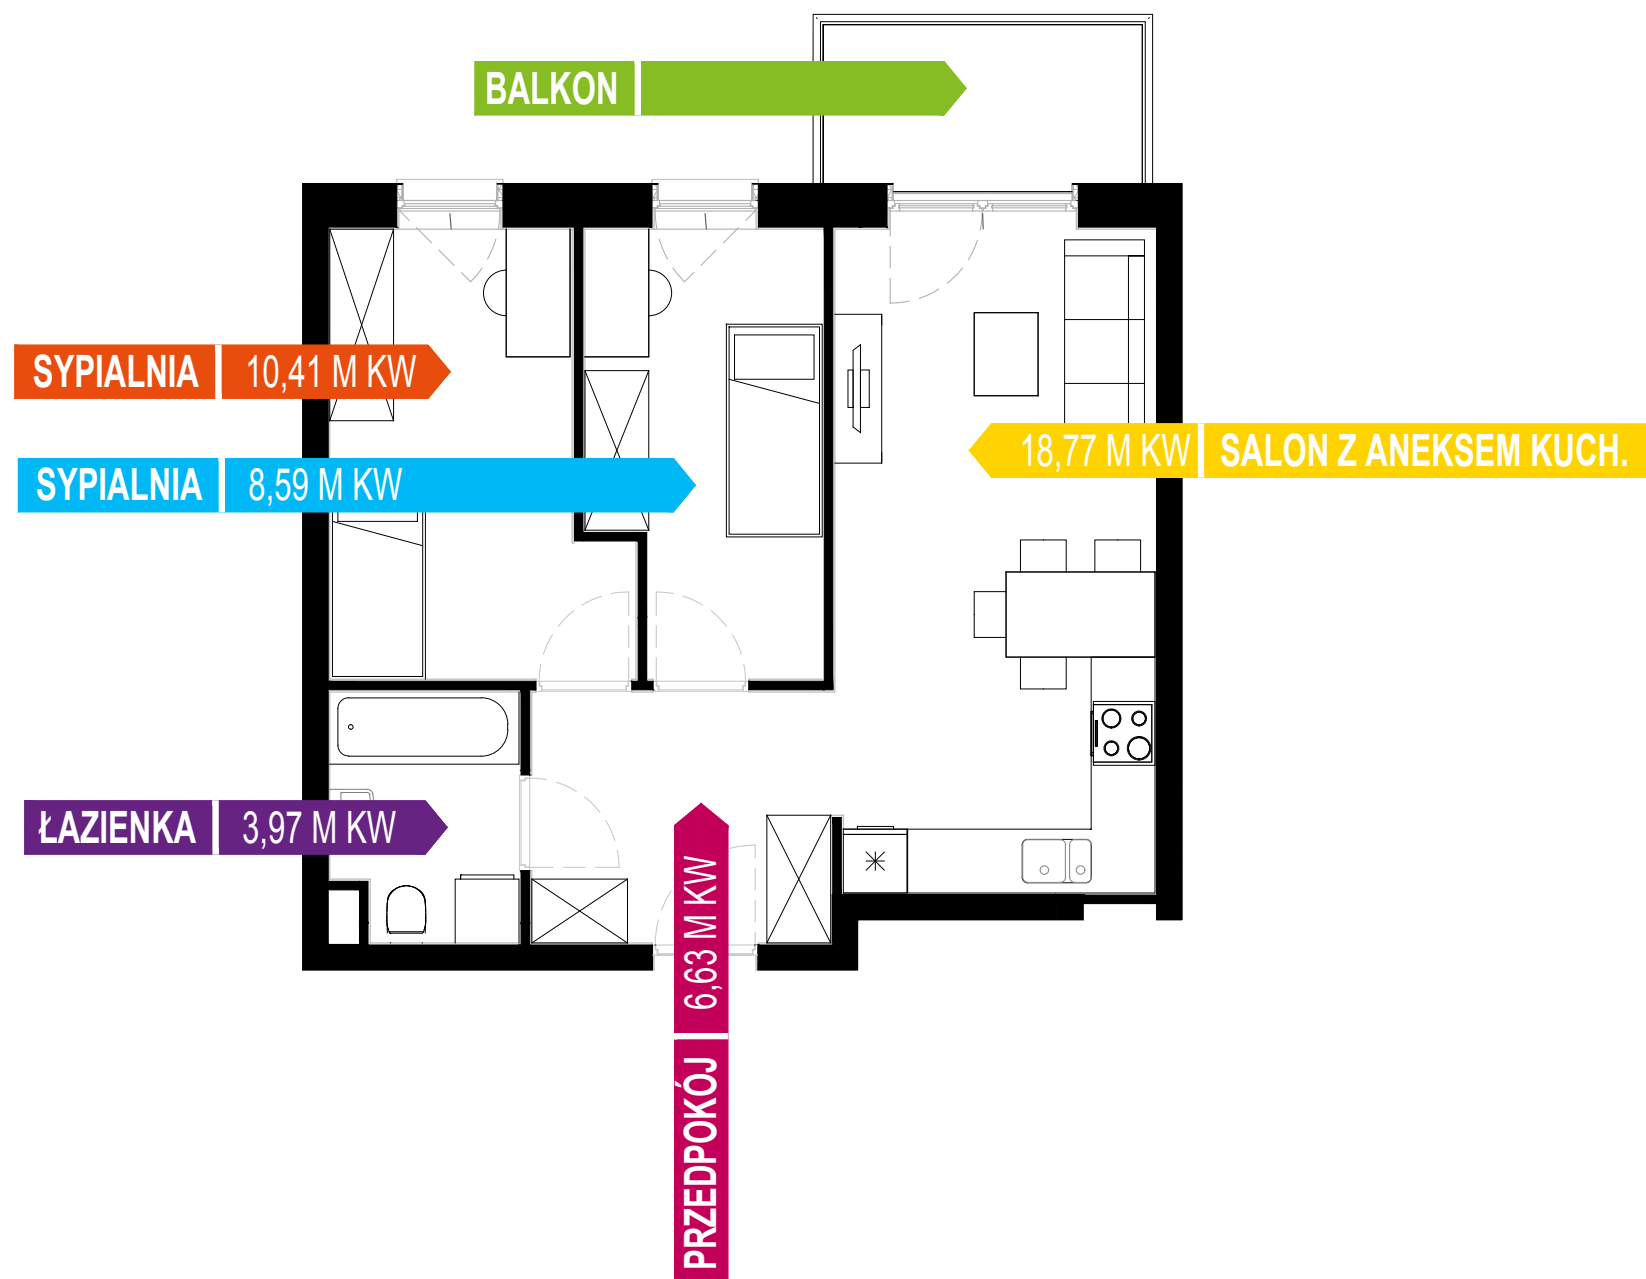 BALKON
SYPIALNIA 10,41 M KW
18,77 M KW SALON Z ANEKSEM KUCH.
SYPIALNIA 8,59 M KW
ŁAZIENKA 3,97 M KW
PRZEDPOKÓJ 6,63 M KW